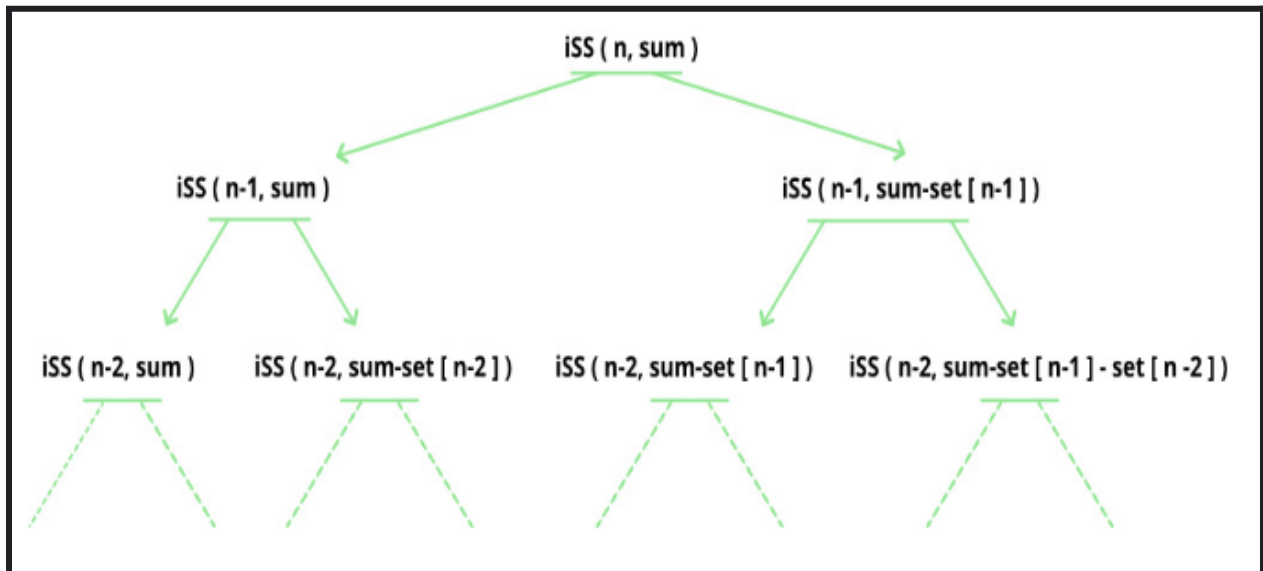 iSS ( n, sum )
iSS ( n-1, sum )
iSS ( n-1, sum-set [ n-1 ] )
iSS ( n-2, sum )
iSS ( n-2, sum-set [ n-2 ] )
iSS ( n-2, sum-set [ n-1 ] )
iSS ( n-2, sum-set [ n-1 ] - set [ n -2 ] )